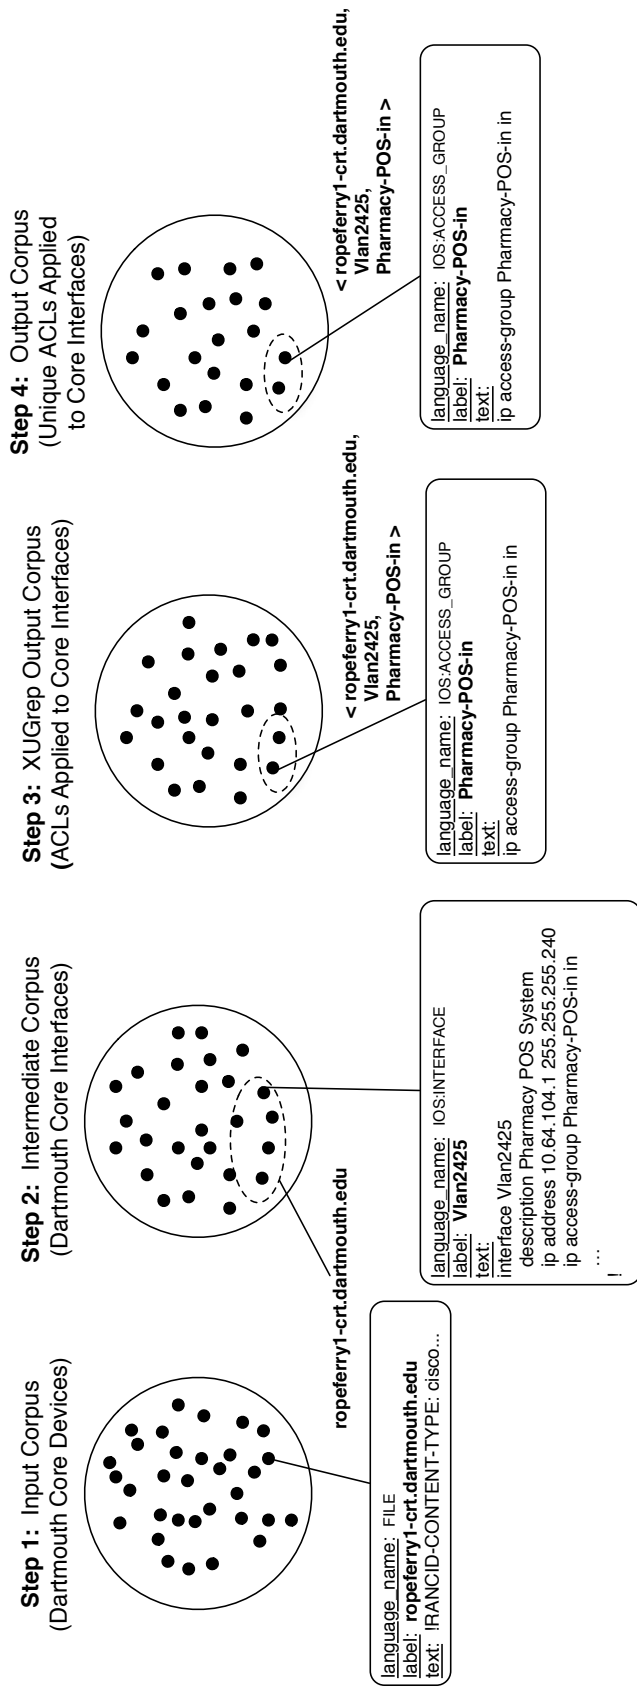 Step 1: Input Corpus
(Dartmouth Core Devices)
language_name: FILE
label: ropeferry1-crt.dartmouth.edu
text: !RANCID-CONTENT-TYPE: cisco...
Step 2: Intermediate Corpus
(Dartmouth Core Interfaces)
ropeferry1-crt.dartmouth.edu
language_name: IOS:INTERFACE
label: Vlan2425
text:
interface Vlan2425
description Pharmacy POS System
ip address 10.64.104.1 255.255.255.240
ip access-group Pharmacy-POS-in in
...
!
Step 3: XUGrep Output Corpus
(ACLs Applied to Core Interfaces)
< ropeferry1-crt.dartmouth.edu,
Vlan2425,
Pharmacy-POS-in >
language_name: IOS:ACCESS_GROUP
label: Pharmacy-POS-in
text:
ip access-group Pharmacy-POS-in in
Step 4: Output Corpus
(Unique ACLs Applied
to Core Interfaces)
< ropeferry1-crt.dartmouth.edu,
Vlan2425,
Pharmacy-POS-in >
language_name: IOS:ACCESS_GROUP
label: Pharmacy-POS-in
text:
ip access-group Pharmacy-POS-in in